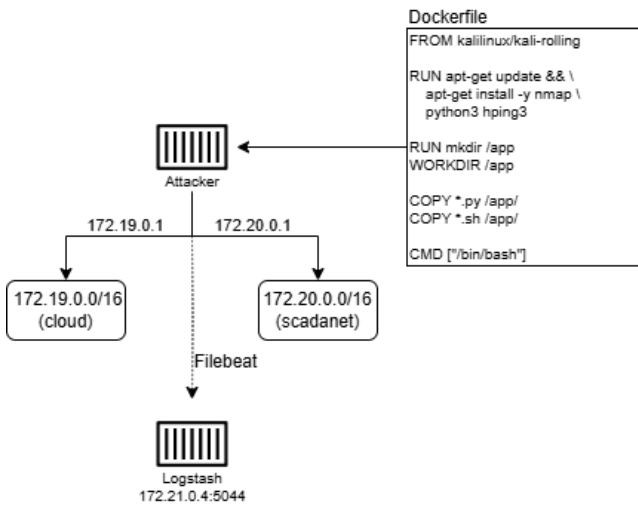 Dockerfile
FROM kalilinux/kali-rolling
RUN apt-get update && \
apt-get install -y nmap \
python3 hping3
RUN mkdir /app
WORKDIR /app
COPY *.py /app/
COPY *.sh /app/
CMD ["/bin/bash"]
Attacker
172.19.0.1
172.20.0.1
172.19.0.0/16
(cloud)
172.20.0.0/16
(scadanet)
Filebeat
Logstash
172.21.0.4:5044